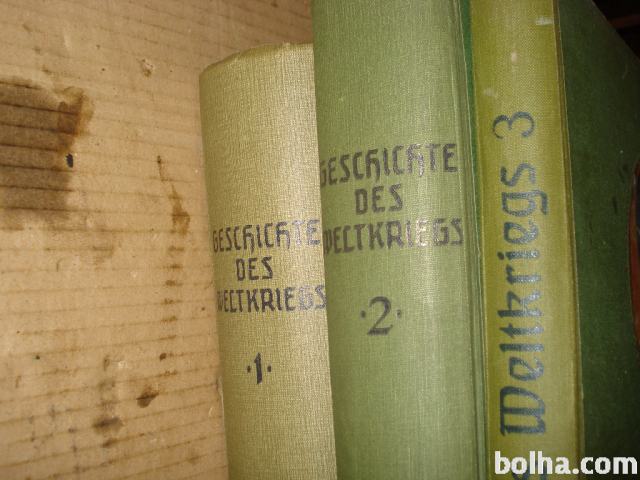 GESCHICHTE
DES
WELTKRIEGS
·1·
GESCHICHTE
DES
WELTKRIEGS
·2·
Weltkriegs 3
bolha.com